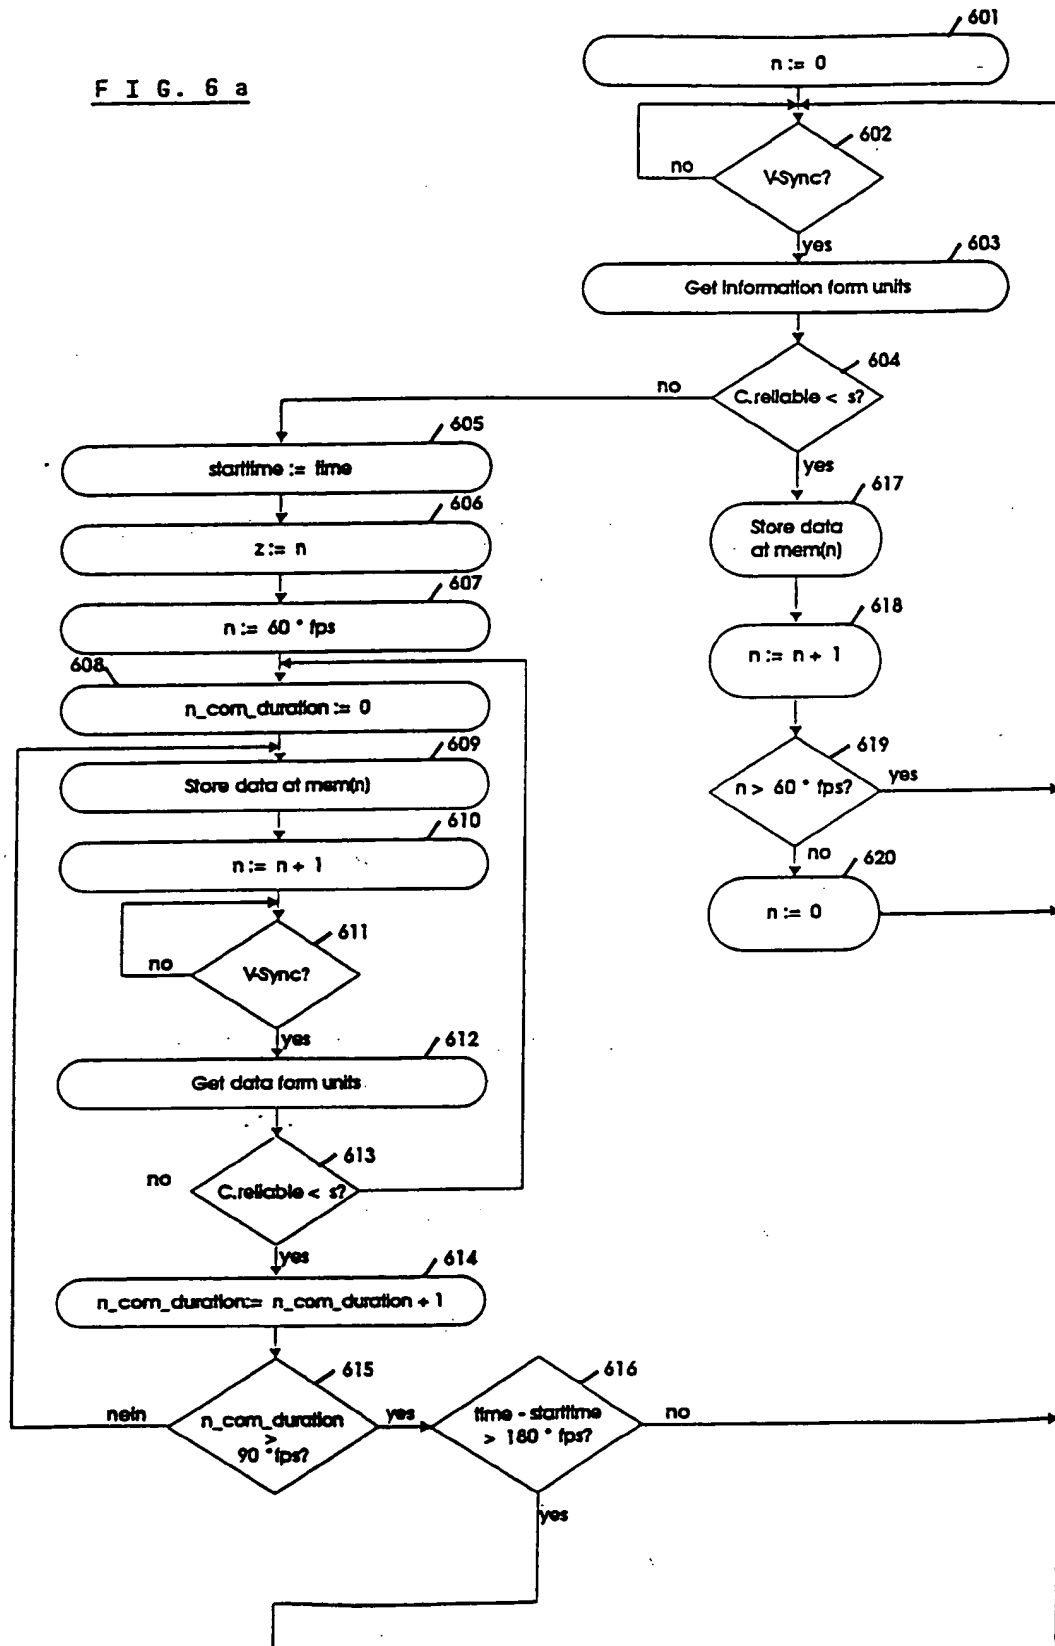 601
F I G. 6 a
n := 0
602
no
V-Sync?
yes
603
Get information form units
604
no
C.reliable < s?
yes
605
starttime := time
606
z := n
607
n := 60 * fps
608
n_com_duration := 0
609
Store data at mem(n)
610
n := n + 1
611
no
V-Sync?
yes
612
Get data form units
613
no
C.reliable < s?
yes
614
n_com_duration:= n_com_duration + 1
615
nein
n_com_duration
>
90 * fps?
yes
616
time - starttime
> 180 * fps?
no
yes
617
Store data
at mem(n)
618
n := n + 1
619
n > 60 * fps?
yes
no
620
n := 0